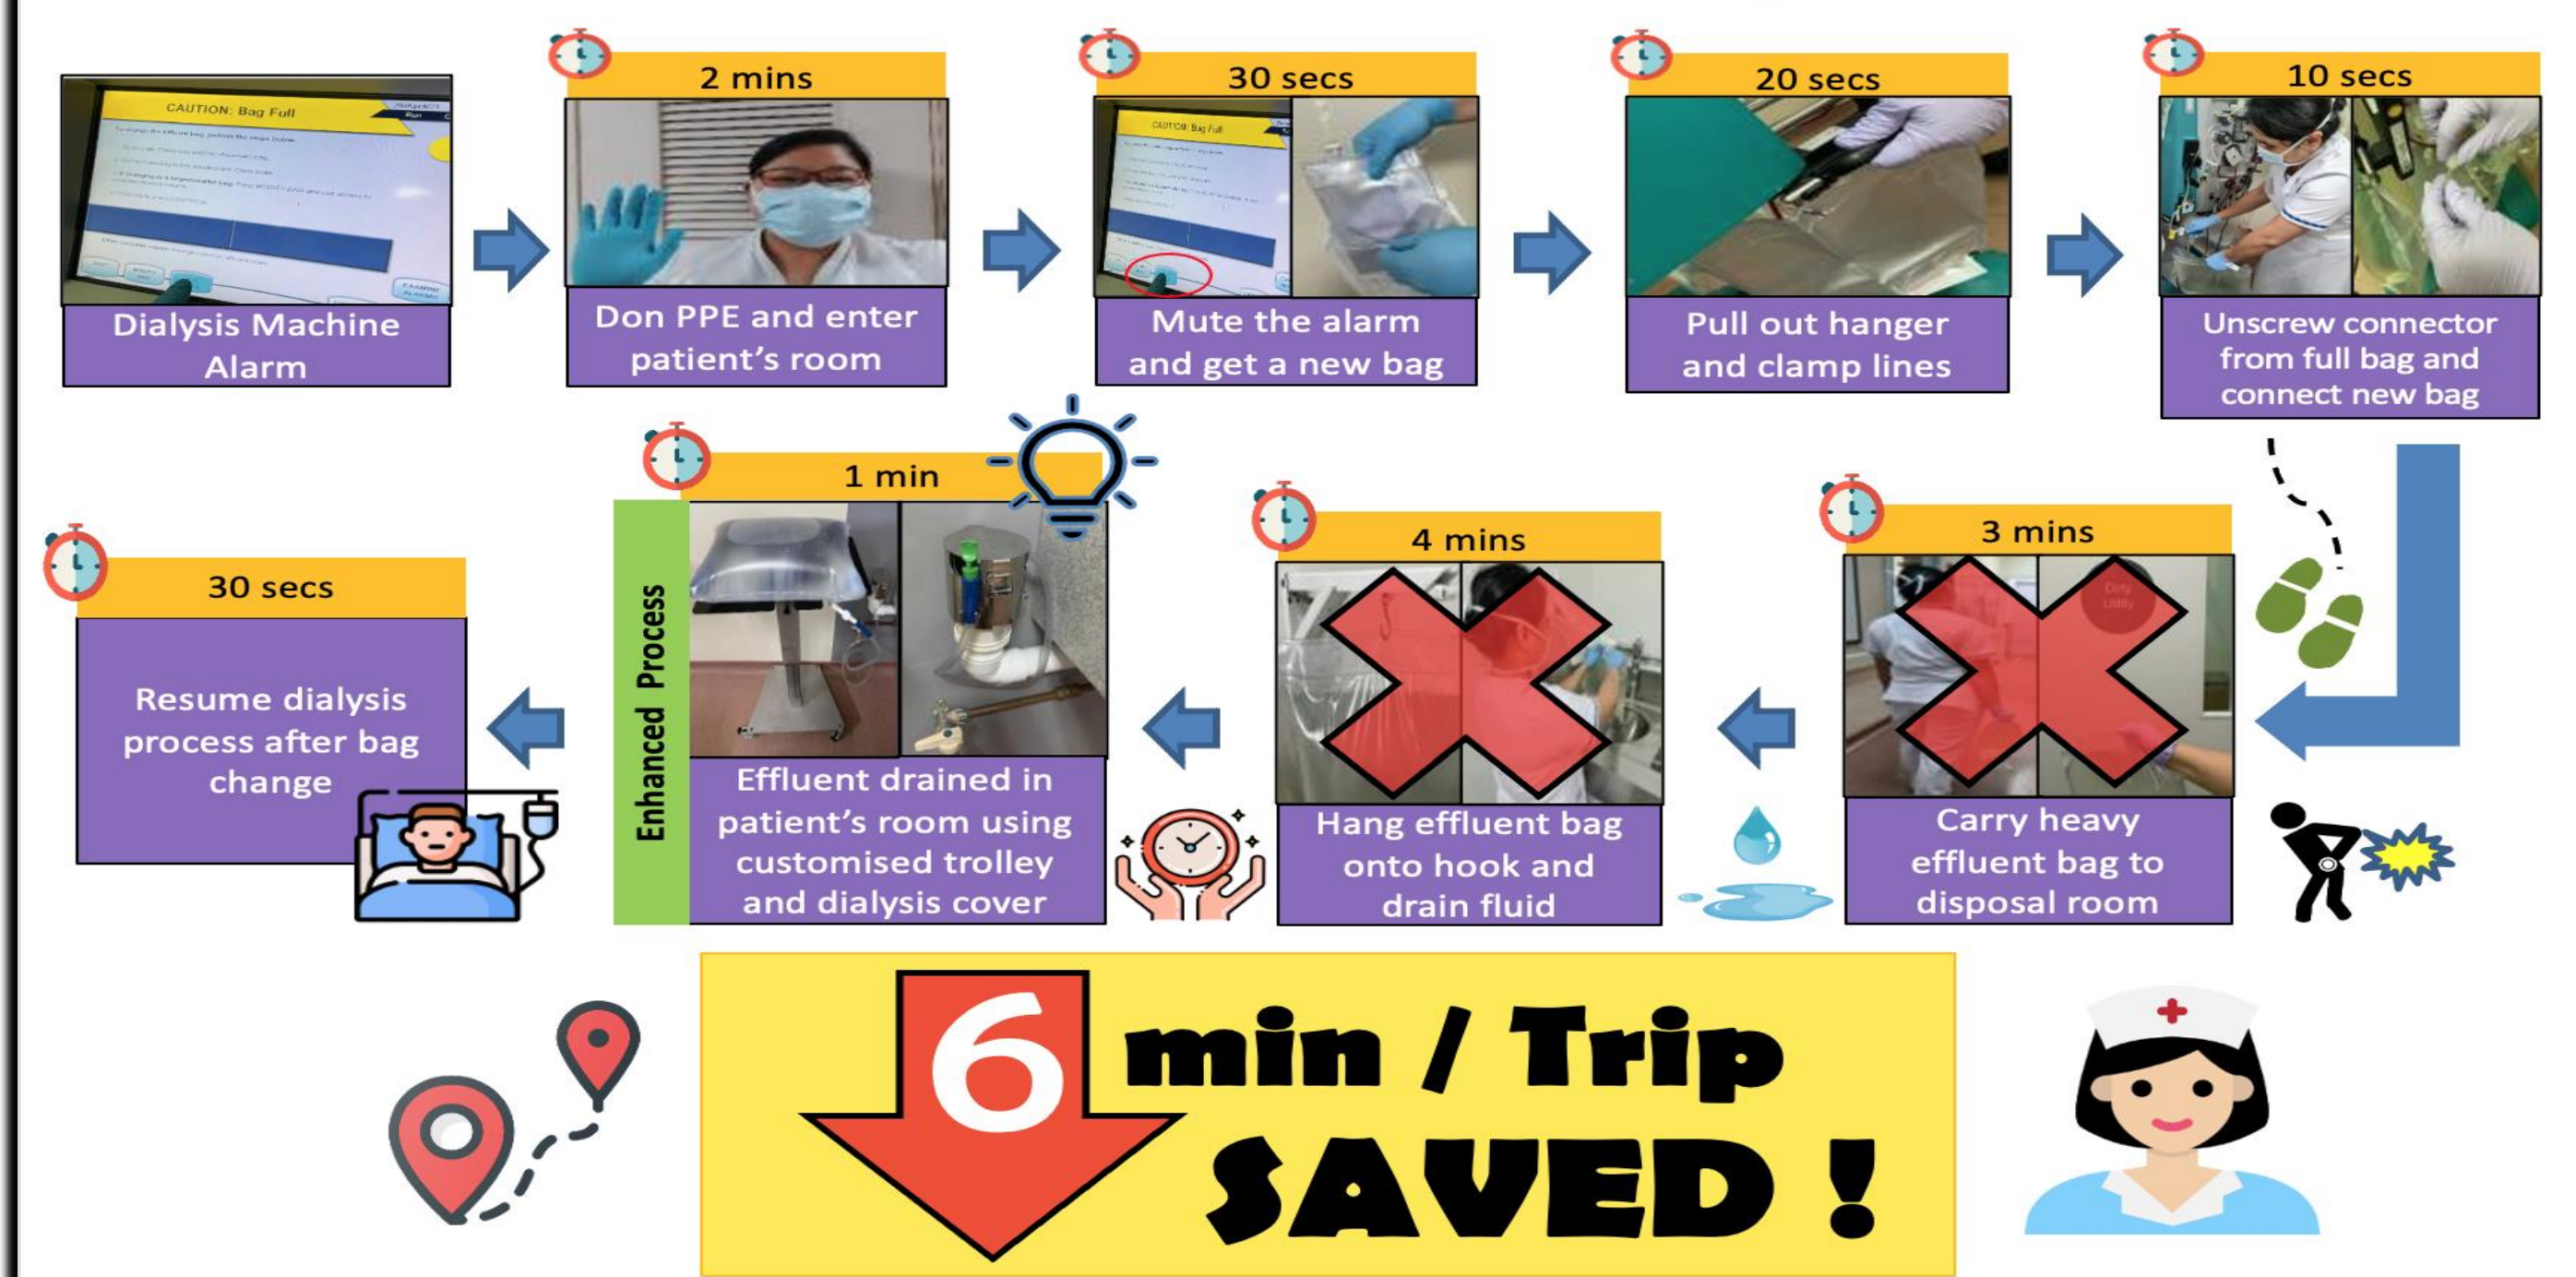 2 mins
30 secs
20 secs
10 secs
CAUTION: Bag Full
CAUTION: Bag Full
Dialysis Machine
Alarm
Don PPE and enter
patient's room
Mute the alarm
and get a new bag
Pull out hanger
and clamp lines
Unscrew connector
from full bag and
connect new bag
30 secs
Resume dialysis
process after bag
change
Enhanced Process
1 min
Effluent drained in
patient's room using
customised trolley
and dialysis cover
4 mins
Hang effluent bag
onto hook and
drain fluid
3 mins
Dirty
Utility
Carry heavy
effluent bag to
disposal room
6 min / Trip
SAVED !